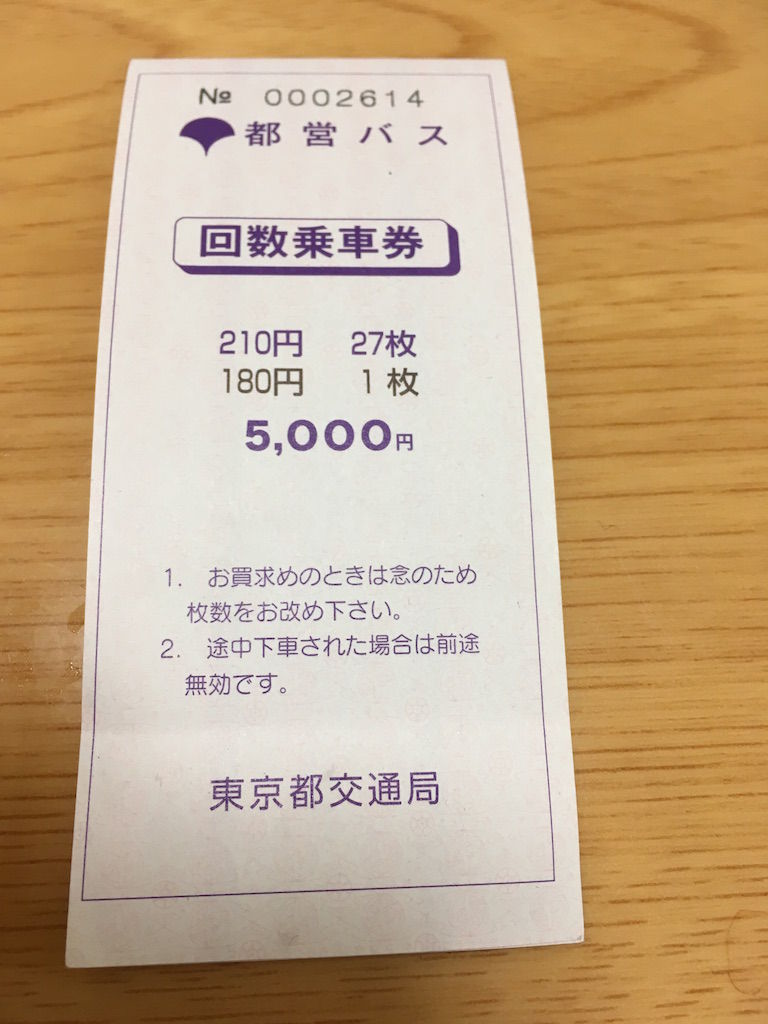 № 0002614
都営バス
回数乗車券
210円 27枚
180円 1枚
5,000円
1. お買求めのときは念のため
枚数をお改め下さい。
2. 途中下車された場合は前途
無効です。
東京都交通局